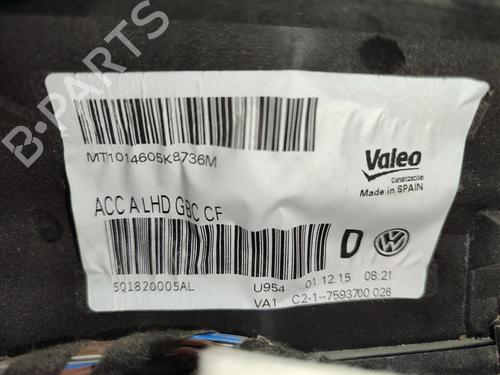 B-PARTS
MT1014605K8736M
Valeo
Climatización
Made in SPAIN
ACC A LHD GBC CF
D
5Q1820005AL
U954 01.12.15 08:21
VA1 C2-1--7593700 026